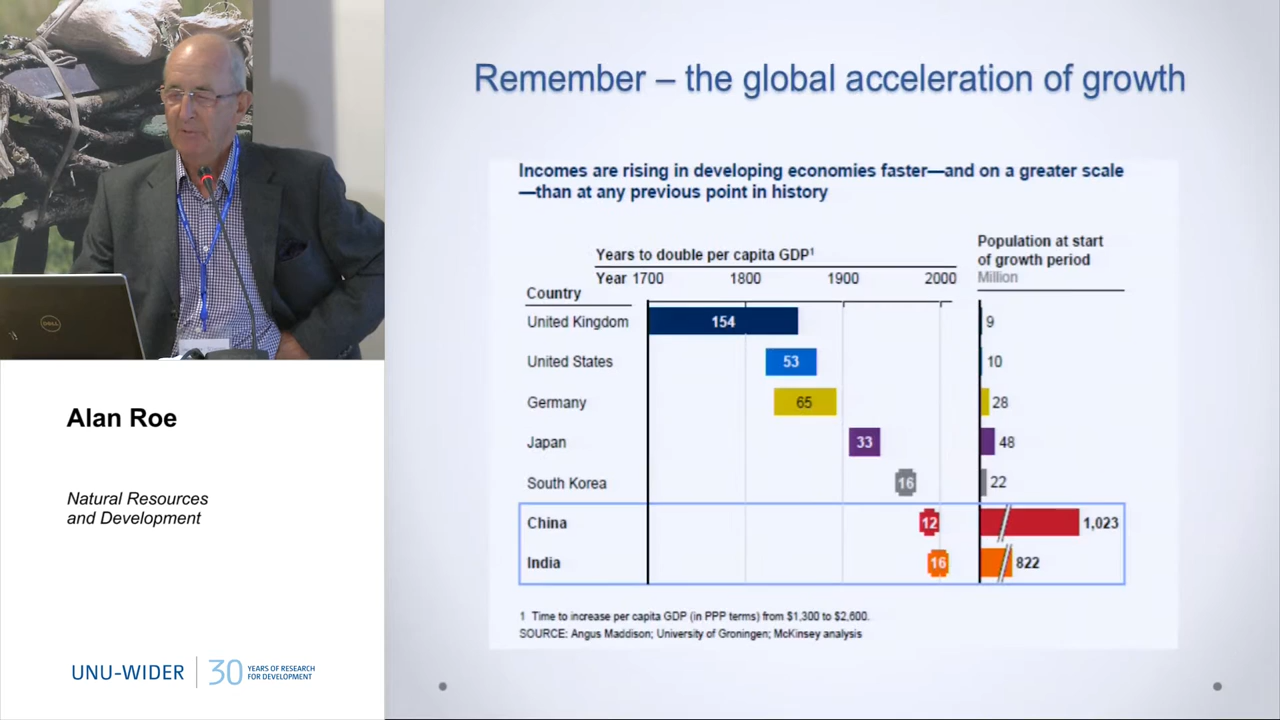 Remember – the global acceleration of growth
Incomes are rising in developing economies faster—and on a greater scale
—than at any previous point in history
Years to double per capita GDP¹
Population at start
of growth period
Million
Year 1700 1800 1900 2000
Country
United Kingdom 154 9
United States 53 10
Germany 65 28
Japan 33 48
South Korea 16 22
China 12 1,023
India 16 822
1 Time to increase per capita GDP (in PPP terms) from $1,300 to $2,600.
SOURCE: Angus Maddison; University of Groningen; McKinsey analysis
DELL
Alan Roe
Natural Resources
and Development
UNU-WIDER
30 YEARS OF RESEARCH
FOR DEVELOPMENT